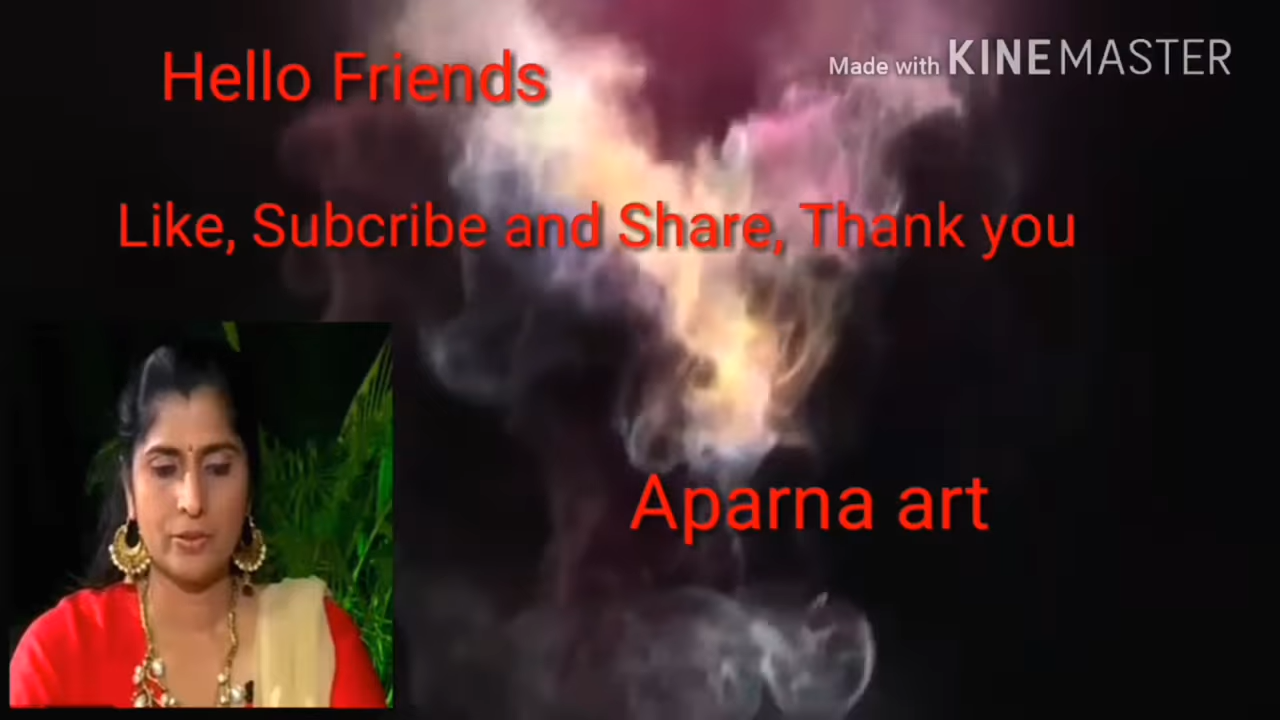 Hello Friends
Made with KINEMASTER
Like, Subcribe and Share, Thank you
Aparna art